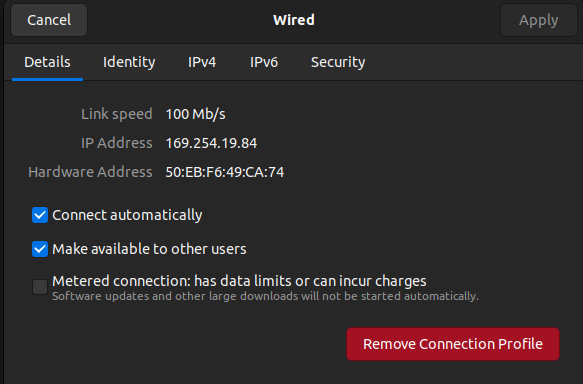 Cancel Wired Apply
Details Identity IPv4 IPv6 Security
Link speed 100 Mb/s
IP Address 169.254.19.84
Hardware Address 50:EB:F6:49:CA:74
Connect automatically
Make available to other users
Metered connection: has data limits or can incur charges
Software updates and other large downloads will not be started automatically.
Remove Connection Profile